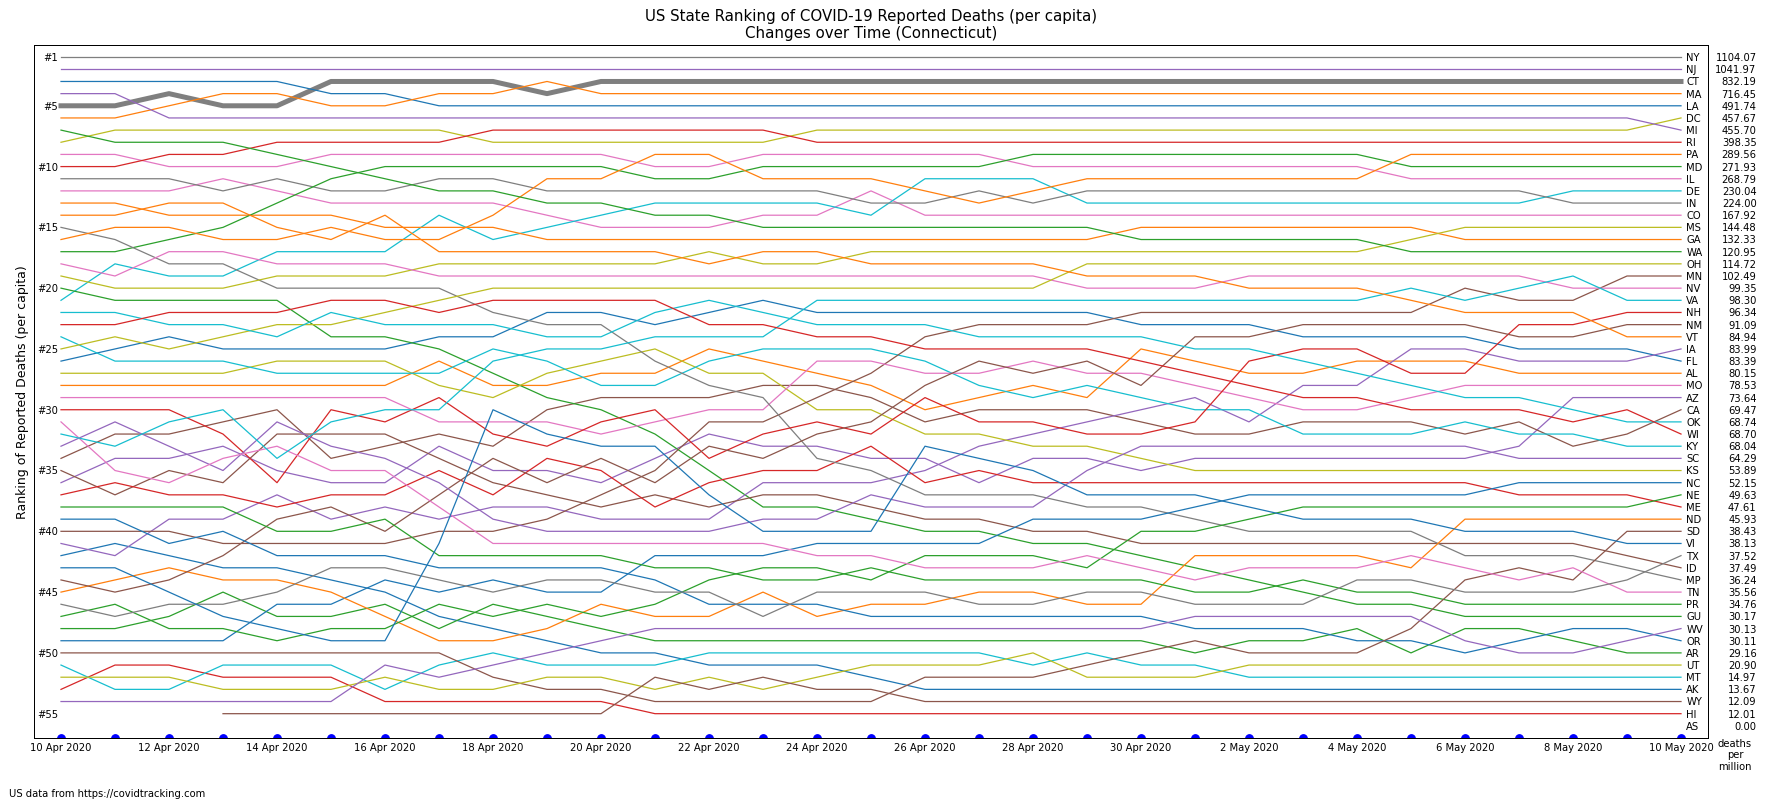 US State Ranking of COVID-19 Reported Deaths (per capita)
Changes over Time (Connecticut)
Ranking of Reported Deaths (per capita)
#1
#5
#10
#15
#20
#25
#30
#35
#40
#45
#50
#55
NY 1104.07
NJ 1041.97
CT 832.19
MA 716.45
LA 491.74
DC 457.67
MI 455.70
RI 398.35
PA 289.56
MD 271.93
IL 268.79
DE 230.04
IN 224.00
CO 167.92
MS 144.48
GA 132.33
WA 120.95
OH 114.72
MN 102.49
NV 99.35
VA 98.30
NH 96.34
NM 91.09
VT 84.94
IA 83.99
FL 83.39
AL 80.15
MO 78.53
AZ 73.64
CA 69.47
OK 68.74
WI 68.70
KY 68.04
SC 64.29
KS 53.89
NC 52.15
NE 49.63
ME 47.61
ND 45.93
SD 38.43
VI 38.13
TX 37.52
ID 37.49
MP 36.24
TN 35.56
PR 34.76
GU 30.17
WV 30.13
OR 30.11
AR 29.16
UT 20.90
MT 14.97
AK 13.67
WY 12.09
HI 12.01
AS 0.00
10 Apr 2020 12 Apr 2020 14 Apr 2020 16 Apr 2020 18 Apr 2020 20 Apr 2020 22 Apr 2020 24 Apr 2020 26 Apr 2020 28 Apr 2020 30 Apr 2020 2 May 2020 4 May 2020 6 May 2020 8 May 2020 10 May 2020
deaths
per
million
US data from https://covidtracking.com